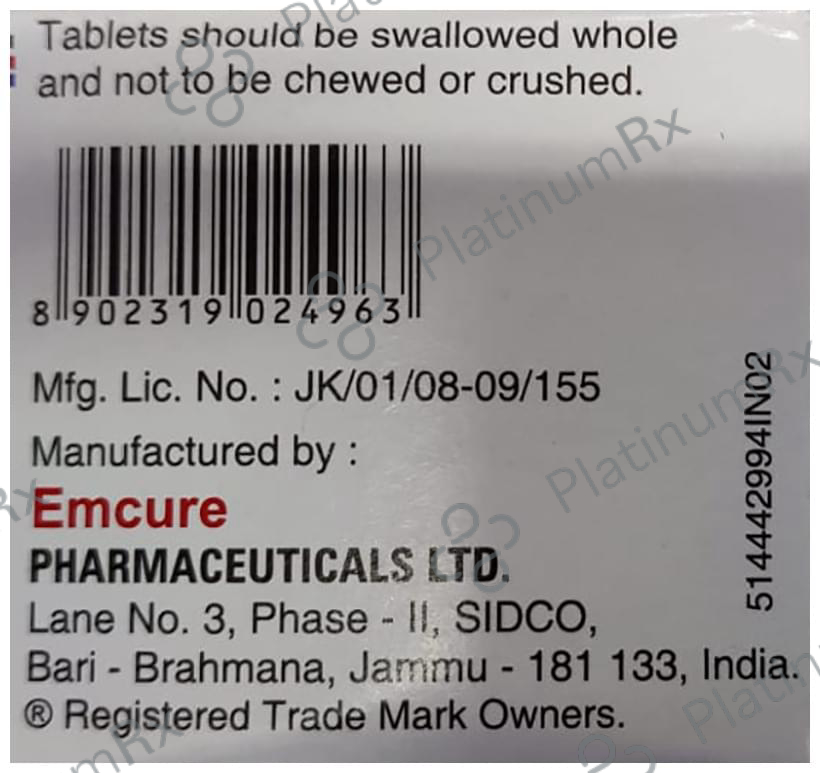 Tablets should be swallowed whole
and not to be chewed or crushed.
8 902319 024963
Mfg. Lic. No. : JK/01/08-09/155
Manufactured by :
Emcure
PHARMACEUTICALS LTD.
Lane No. 3, Phase - II, SIDCO,
Bari - Brahmana, Jammu - 181 133, India.
® Registered Trade Mark Owners.
514442994IN02
PlatinumRx
PlatinumRx